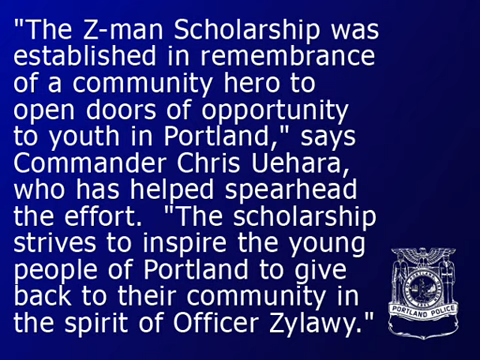 "The Z-man Scholarship was
established in remembrance
of a community hero to
open doors of opportunity
to youth in Portland," says
Commander Chris Uehara,
who has helped spearhead
the effort.  "The scholarship
strives to inspire the young
people of Portland to give
back to their community in
the spirit of Officer Zylawy."
PORTLAND POLICE